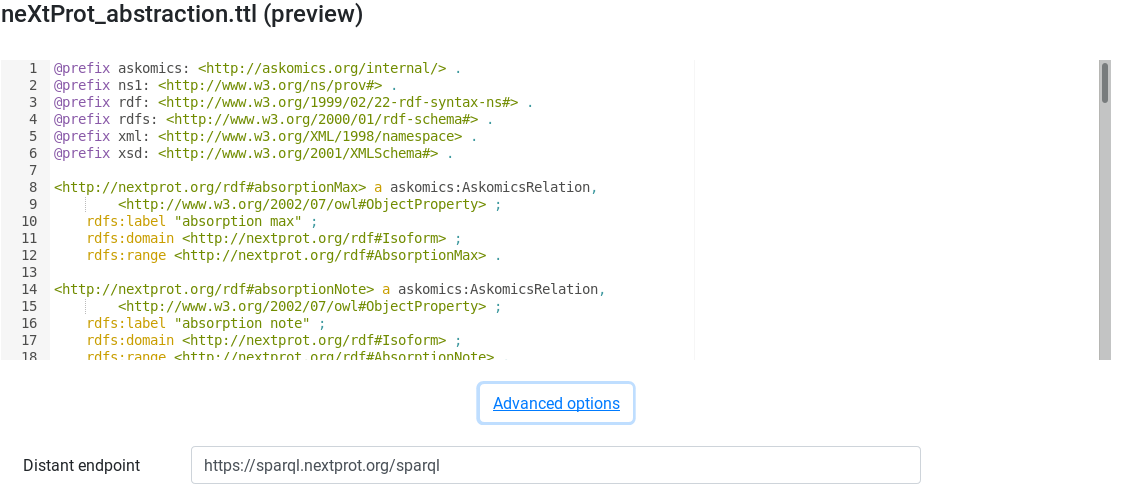 neXtProt_abstraction.ttl (preview)
1 @prefix askomics: <http://askomics.org/internal/> .
2 @prefix ns1: <http://www.w3.org/ns/prov#> .
3 @prefix rdf: <http://www.w3.org/1999/02/22-rdf-syntax-ns#> .
4 @prefix rdfs: <http://www.w3.org/2000/01/rdf-schema#> .
5 @prefix xml: <http://www.w3.org/XML/1998/namespace> .
6 @prefix xsd: <http://www.w3.org/2001/XMLSchema#> .
7
8 <http://nextprot.org/rdf#absorptionMax> a askomics:AskomicsRelation,
9         <http://www.w3.org/2002/07/owl#ObjectProperty> ;
10     rdfs:label "absorption max" ;
11     rdfs:domain <http://nextprot.org/rdf#Isoform> ;
12     rdfs:range <http://nextprot.org/rdf#AbsorptionMax> .
13
14 <http://nextprot.org/rdf#absorptionNote> a askomics:AskomicsRelation,
15         <http://www.w3.org/2002/07/owl#ObjectProperty> ;
16     rdfs:label "absorption note" ;
17     rdfs:domain <http://nextprot.org/rdf#Isoform> ;
18     rdfs:range <http://nextprot.org/rdf#AbsorptionNote> .
Advanced options
Distant endpoint https://sparql.nextprot.org/sparql